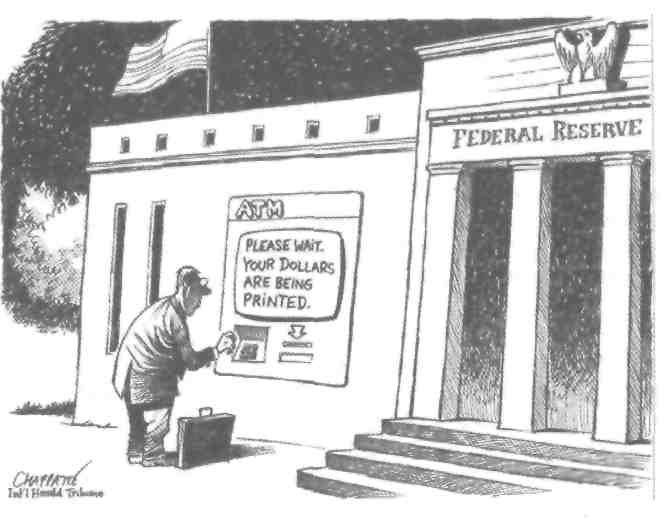 FEDERAL RESERVE
ATM
PLEASE WAIT.
YOUR DOLLARS
ARE BEING
PRINTED.
CHAPPATTE
Int'l Herald Tribune